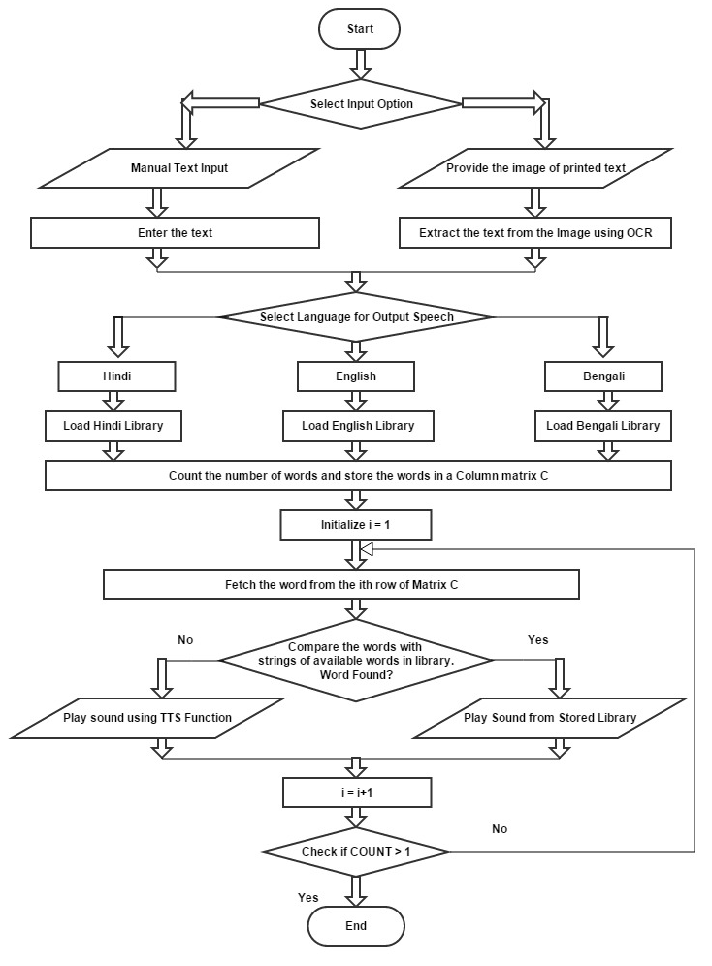 Start
Select Input Option
Manual Text Input
Provide the image of printed text
Enter the text
Extract the text from the Image using OCR
Select Language for Output Speech
Hindi
English
Bengali
Load Hindi Library
Load English Library
Load Bengali Library
Count the number of words and store the words in a Column matrix C
Initialize i = 1
Fetch the word from the ith row of Matrix C
No
Yes
Compare the words with
strings of available words in library.
Word Found?
Play sound using TTS Function
Play Sound from Stored Library
i = i+1
No
Check if COUNT > 1
Yes
End